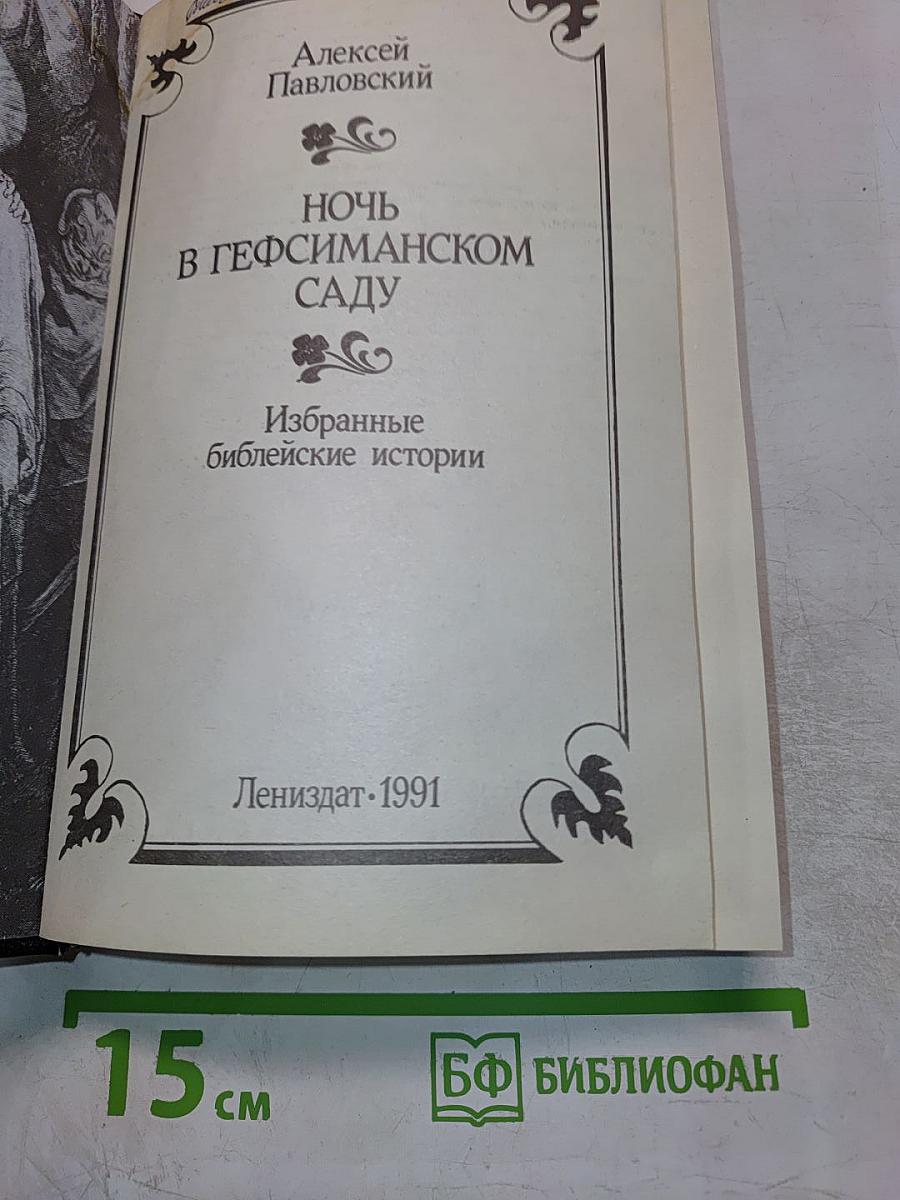 Алексей
Павловский
НОЧЬ
В ГЕФСИМАНСКОМ
САДУ
Избранные
библейские истории
Лениздат·1991
15 см
БФ БИБЛИОФАН